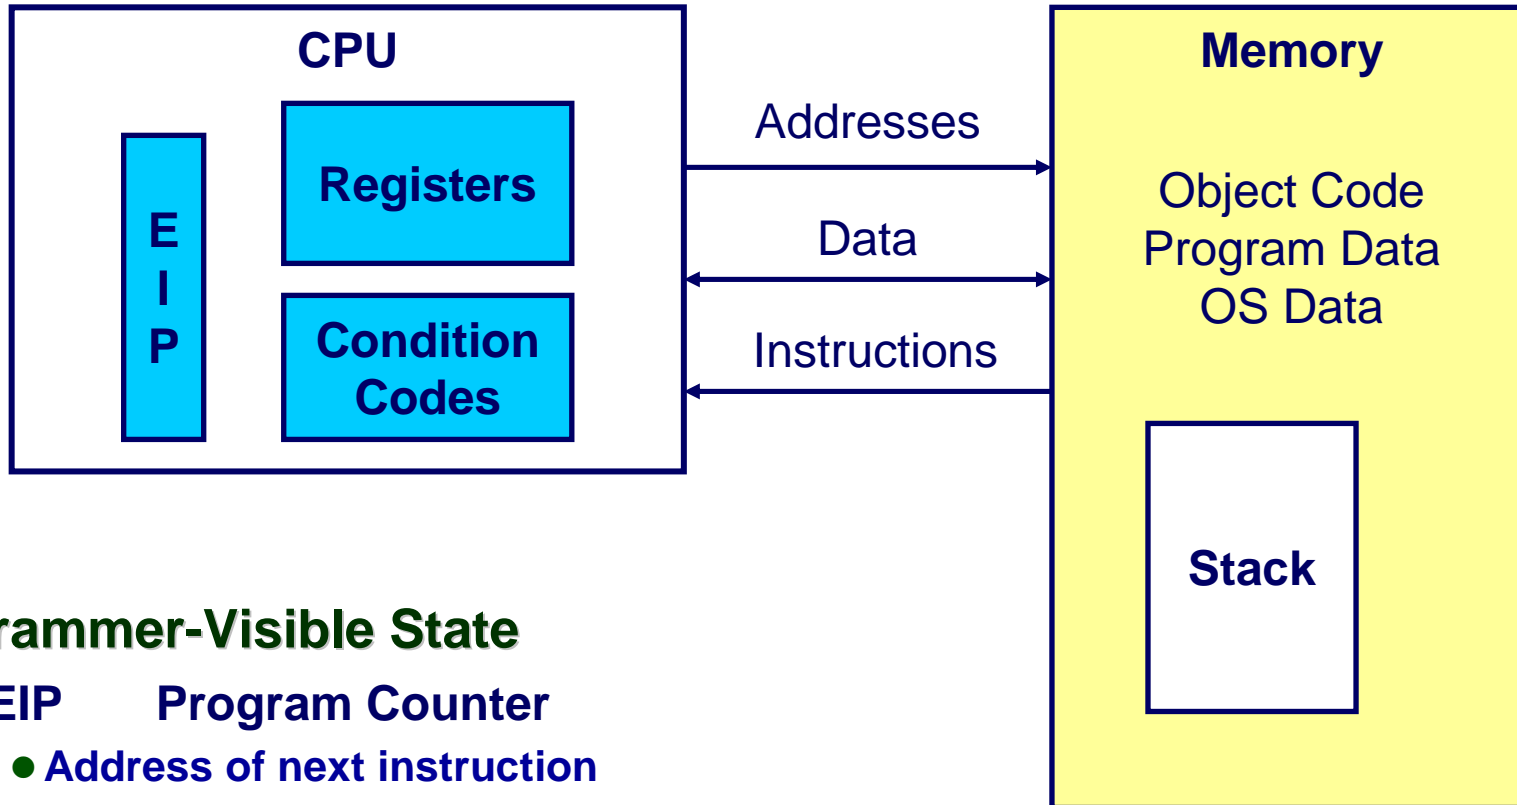 CPU
E
I
P
Registers
Condition
Codes
Addresses
Data
Instructions
Memory
Object Code
Program Data
OS Data
Stack
rammer-Visible State
EIP Program Counter
● Address of next instruction